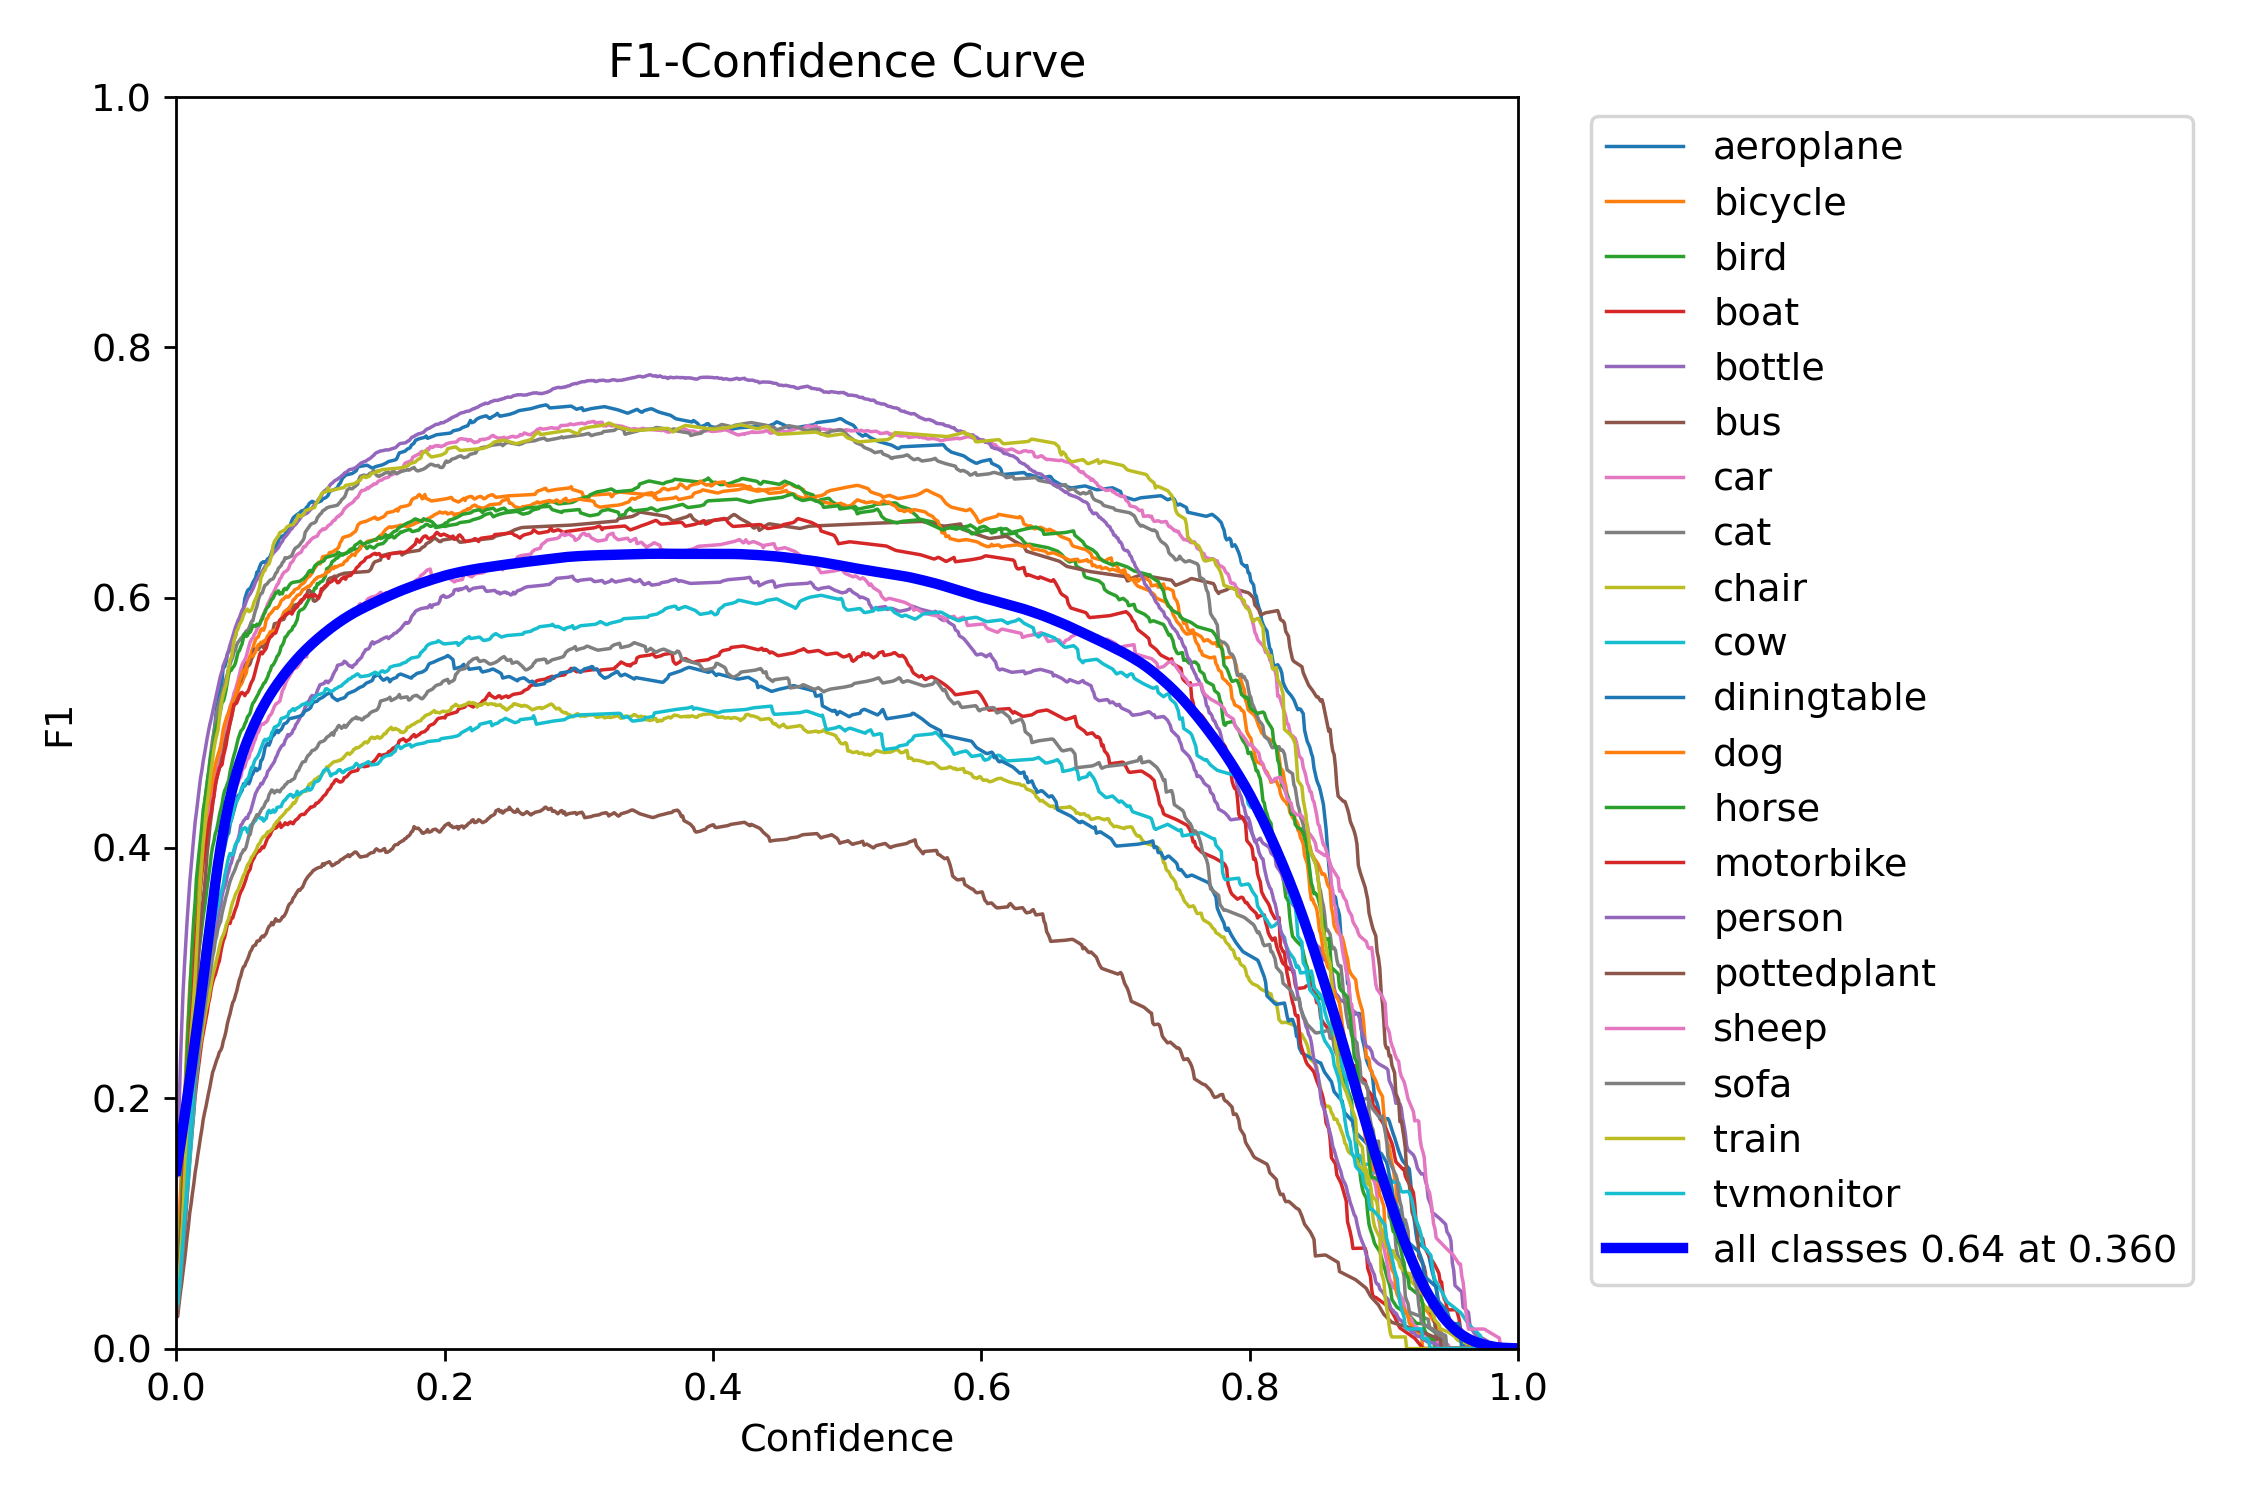 F1-Confidence Curve
1.0
0.8
0.6
0.4
0.2
0.0
F1
0.0 0.2 0.4 0.6 0.8 1.0
Confidence
aeroplane
bicycle
bird
boat
bottle
bus
car
cat
chair
cow
diningtable
dog
horse
motorbike
person
pottedplant
sheep
sofa
train
tvmonitor
all classes 0.64 at 0.360